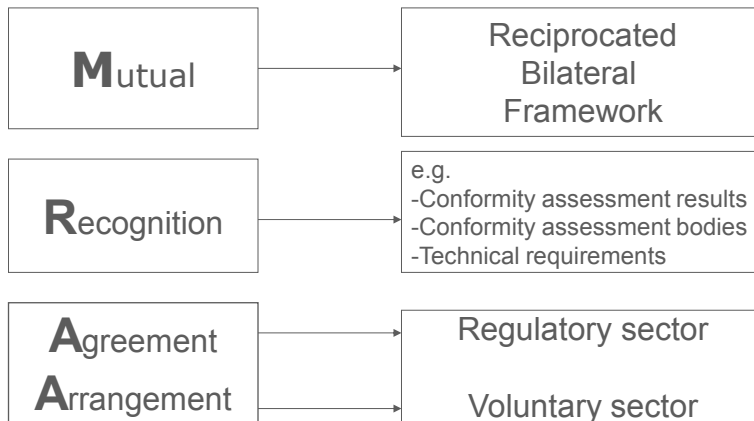 Mutual
Reciprocated
Bilateral
Framework
Recognition
e.g.
-Conformity assessment results
-Conformity assessment bodies
-Technical requirements
Agreement
Regulatory sector
Arrangement
Voluntary sector